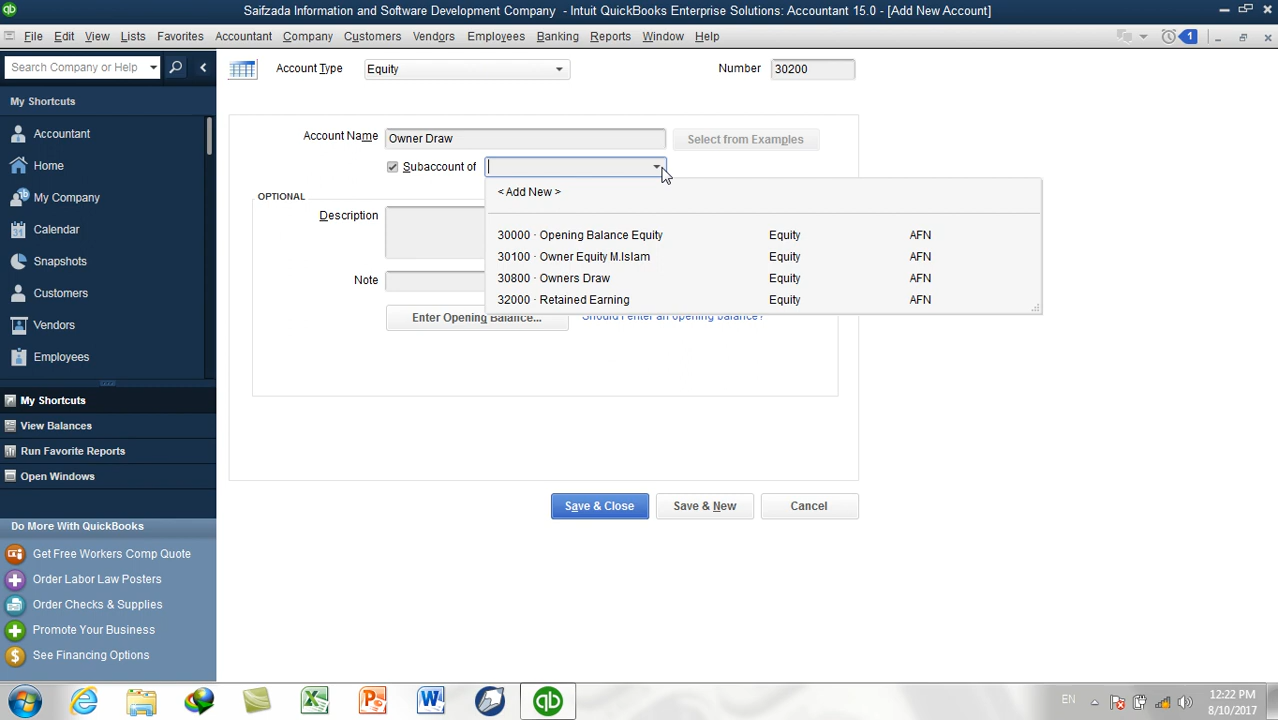 Saifzada Information and Software Development Company - Intuit QuickBooks Enterprise Solutions: Accountant 15.0 - [Add New Account]
File Edit View Lists Favorites Accountant Company Customers Vendors Employees Banking Reports Window Help
1
Search Company or Help
My Shortcuts
Accountant
Home
My Company
Calendar
Snapshots
Customers
Vendors
Employees
My Shortcuts
View Balances
Run Favorite Reports
Open Windows
Do More With QuickBooks
Get Free Workers Comp Quote
Order Labor Law Posters
Order Checks & Supplies
Promote Your Business
See Financing Options
Account Type Equity Number 30200
Account Name Owner Draw Select from Examples
Subaccount of
< Add New >
30000 · Opening Balance Equity Equity AFN
30100 · Owner Equity M.Islam Equity AFN
30800 · Owners Draw Equity AFN
32000 · Retained Earning Equity AFN
OPTIONAL
Description
Note
Enter Opening Balance... Should I enter an opening balance?
Save & Close Save & New Cancel
EN
12:22 PM
8/10/2017